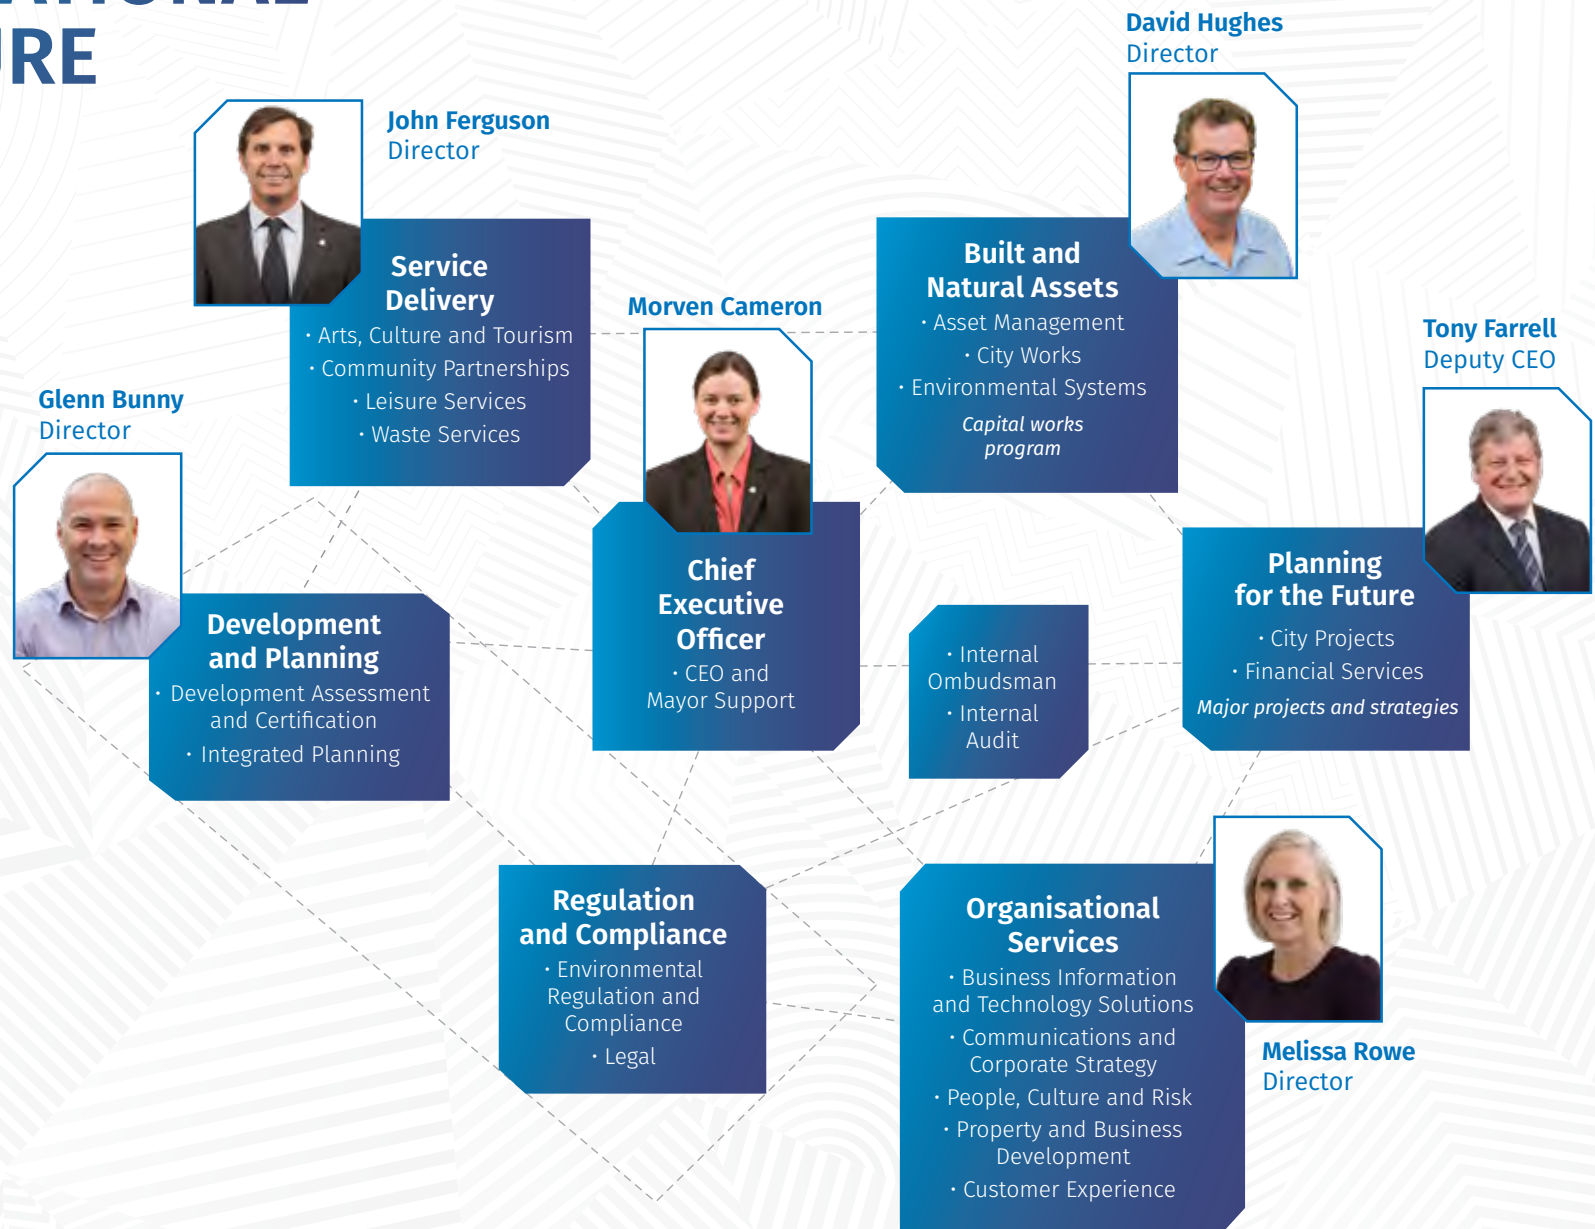 URE
David Hughes
Director
John Ferguson
Director
Service
Delivery
· Arts, Culture and Tourism
· Community Partnerships
· Leisure Services
· Waste Services
Built and
Natural Assets
· Asset Management
· City Works
· Environmental Systems
Capital works
program
Morven Cameron
Tony Farrell
Deputy CEO
Glenn Bunny
Director
Chief
Executive
Officer
· CEO and
Mayor Support
Planning
for the Future
· City Projects
· Financial Services
Major projects and strategies
Development
and Planning
· Development Assessment
and Certification
· Integrated Planning
· Internal
Ombudsman
· Internal
Audit
Regulation
and Compliance
· Environmental
Regulation and
Compliance
· Legal
Organisational
Services
· Business Information
and Technology Solutions
· Communications and
Corporate Strategy
· People, Culture and Risk
· Property and Business
Development
· Customer Experience
Melissa Rowe
Director